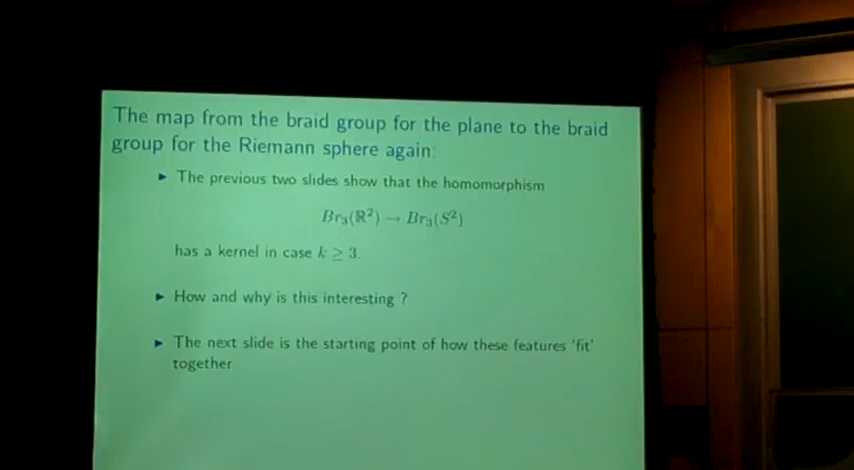 The map from the braid group for the plane to the braid
group for the Riemann sphere again:
► The previous two slides show that the homomorphism
Br₃(ℝ²) → Br₃(S²)
has a kernel in case k ≥ 3.
► How and why is this interesting ?
► The next slide is the starting point of how these features 'fit'
together